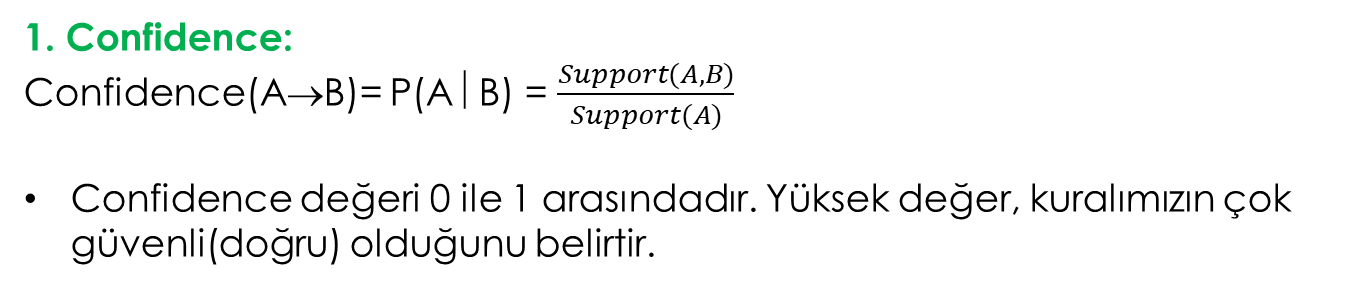 1. Confidence:
Confidence(A→B)= P(A│B) = Support(A,B)/Support(A)
• Confidence değeri 0 ile 1 arasındadır. Yüksek değer, kuralımızın çok
güvenli(doğru) olduğunu belirtir.